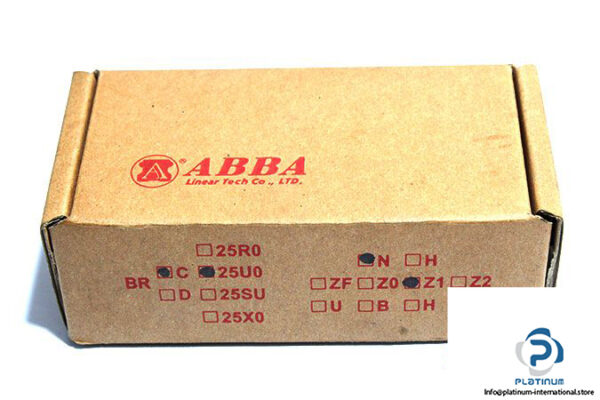 ABBA
Linear Tech Co., LTD.
25R0 N H
BR C 25U0 ZF Z0 Z1 Z2
D 25SU U B H
25X0
PLATINUM
Info@platinum-international.store